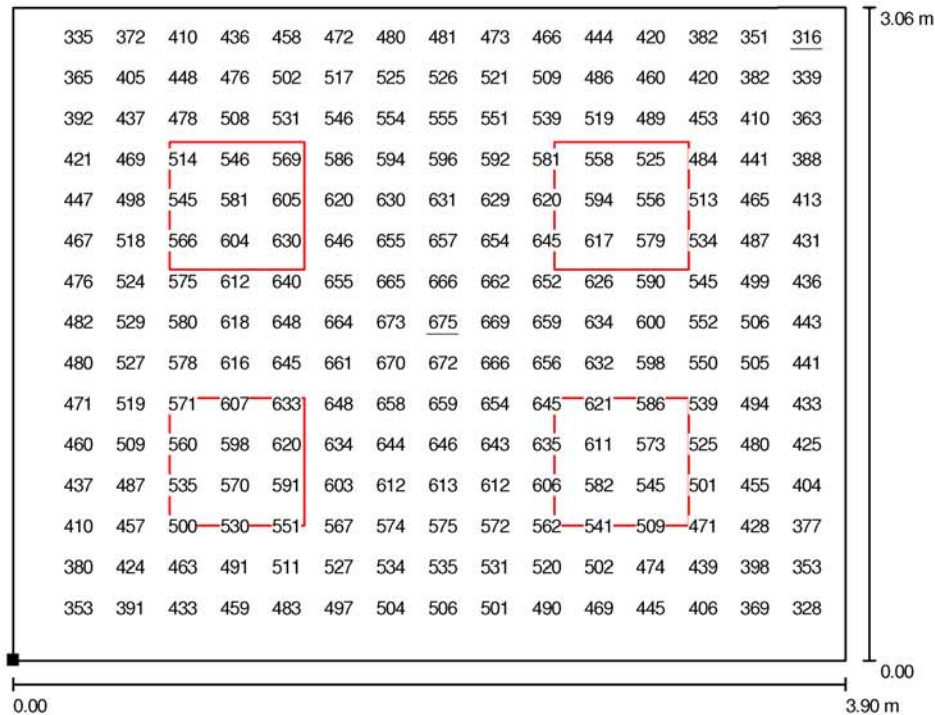 3.06 m
335 372 410 436 458 472 480 481 473 466 444 420 382 351 316
365 405 448 476 502 517 525 526 521 509 486 460 420 382 339
392 437 478 508 531 546 554 555 551 539 519 489 453 410 363
421 469 514 546 569 586 594 596 592 581 558 525 484 441 388
447 498 545 581 605 620 630 631 629 620 594 556 513 465 413
467 518 566 604 630 646 655 657 654 645 617 579 534 487 431
476 524 575 612 640 655 665 666 662 652 626 590 545 499 436
482 529 580 618 648 664 673 675 669 659 634 600 552 506 443
480 527 578 616 645 661 670 672 666 656 632 598 550 505 441
471 519 571 607 633 648 658 659 654 645 621 586 539 494 433
460 509 560 598 620 634 644 646 643 635 611 573 525 480 425
437 487 535 570 591 603 612 613 612 606 582 545 501 455 404
410 457 500 530 551 567 574 575 572 562 541 509 471 428 377
380 424 463 491 511 527 534 535 531 520 502 474 439 398 353
353 391 433 459 483 497 504 506 501 490 469 445 406 369 328
0.00
0.00 3.90 m